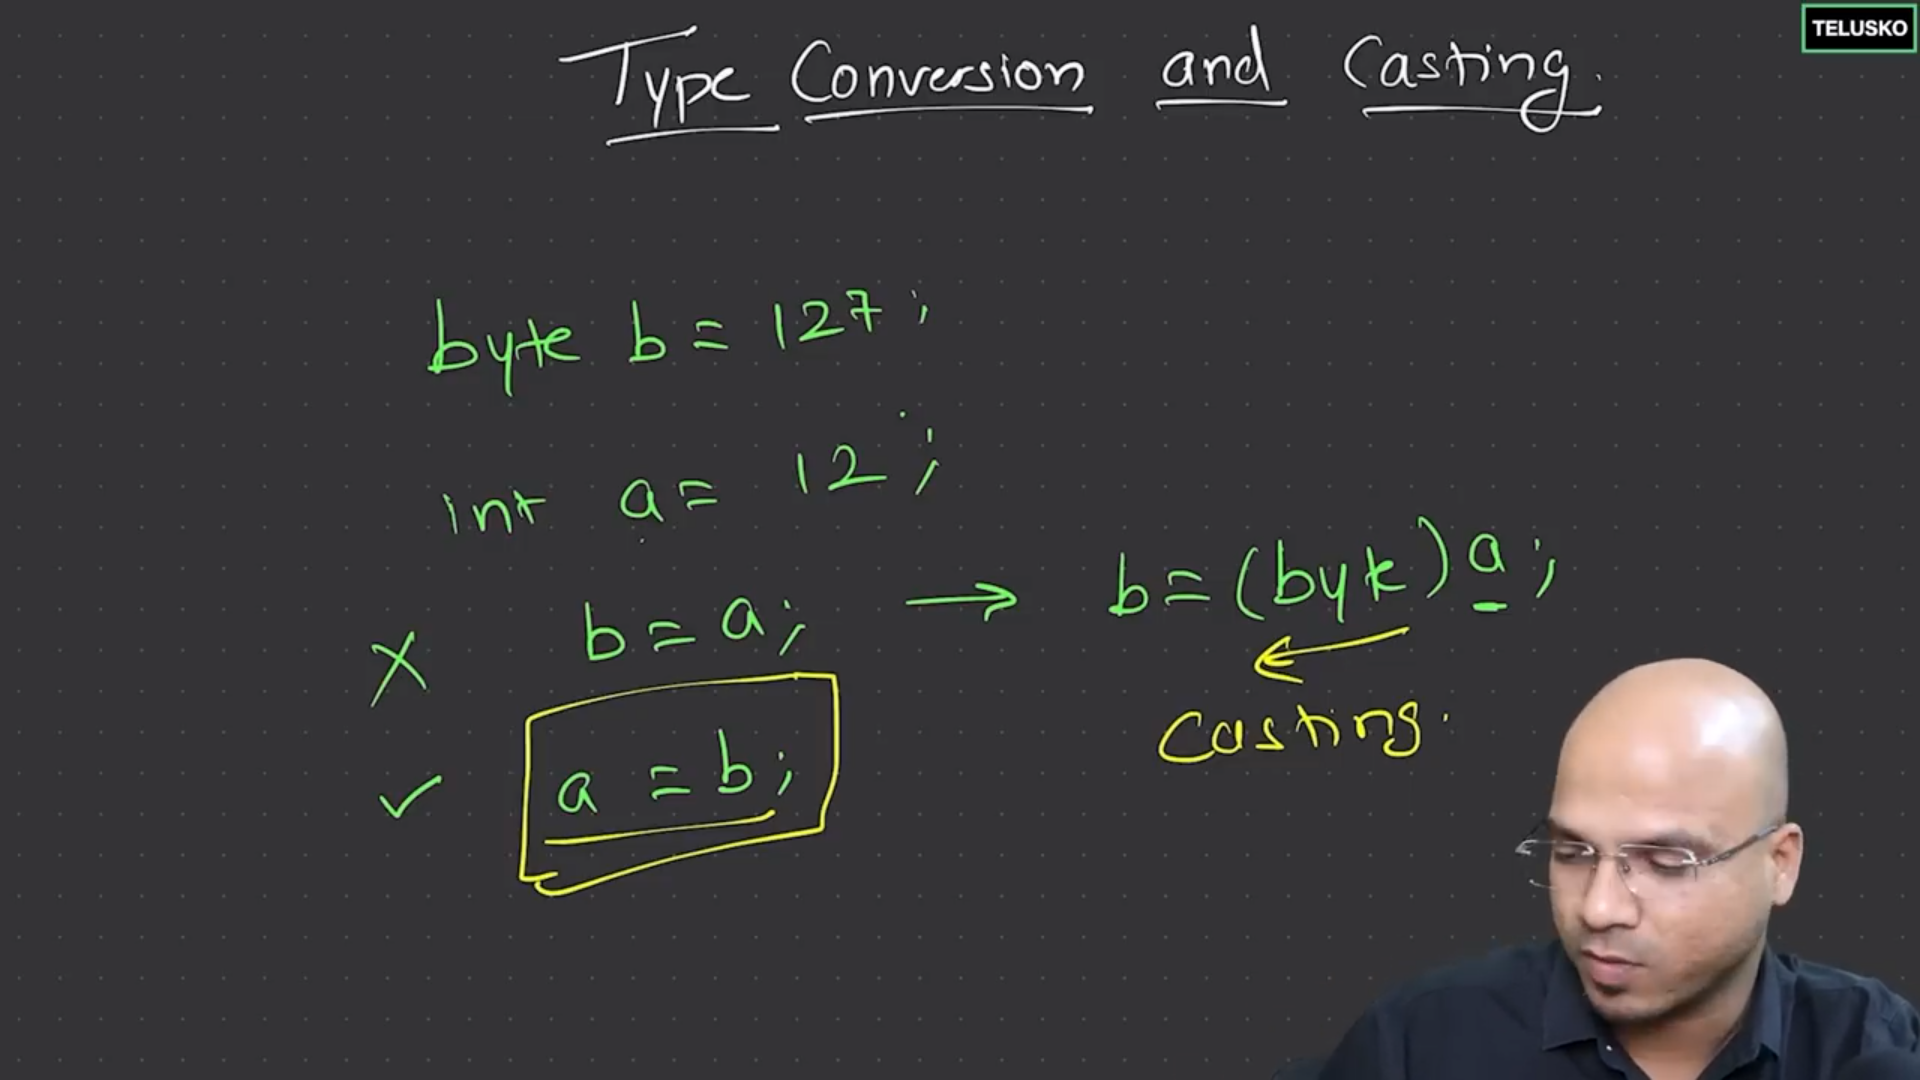 TELUSKO
Type Conversion and Casting.
byte b = 127;
int a = 12;
X b = a; → b = (byte) a;
Casting.
✓ a = b;